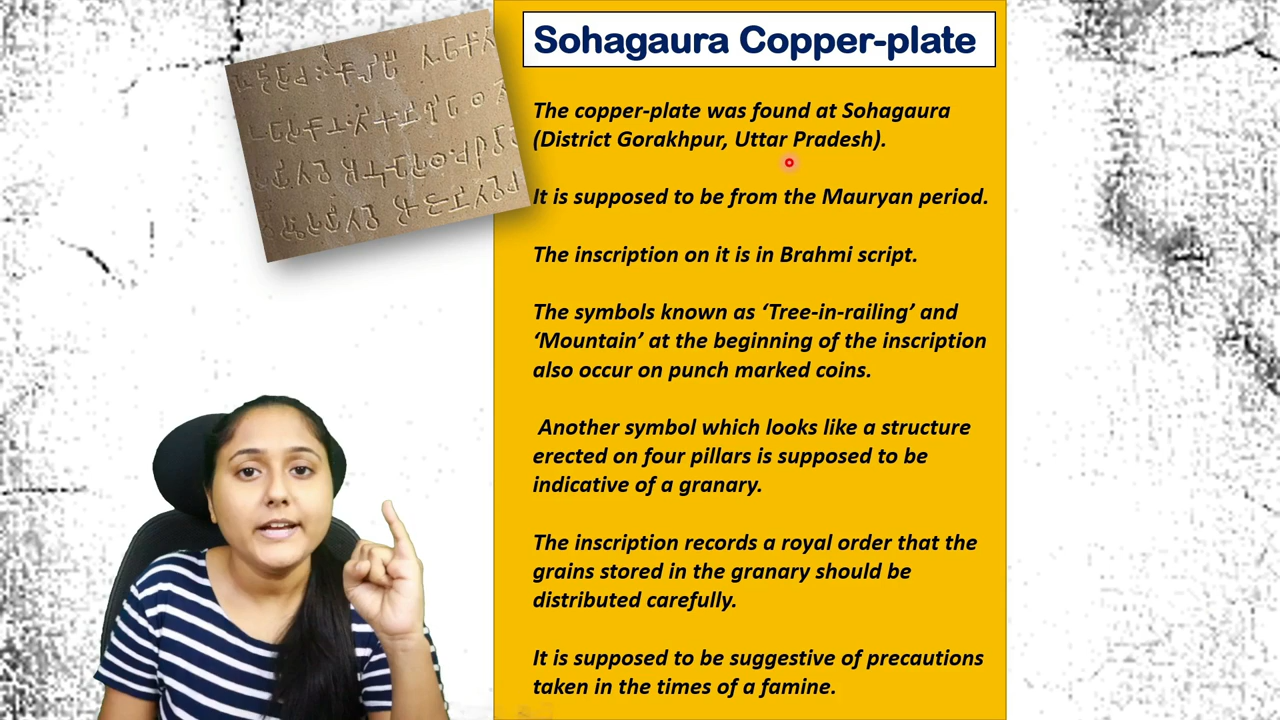 Sohagaura Copper-plate
The copper-plate was found at Sohagaura
(District Gorakhpur, Uttar Pradesh).
It is supposed to be from the Mauryan period.
The inscription on it is in Brahmi script.
The symbols known as ‘Tree-in-railing’ and
‘Mountain’ at the beginning of the inscription
also occur on punch marked coins.
Another symbol which looks like a structure
erected on four pillars is supposed to be
indicative of a granary.
The inscription records a royal order that the
grains stored in the granary should be
distributed carefully.
It is supposed to be suggestive of precautions
taken in the times of a famine.